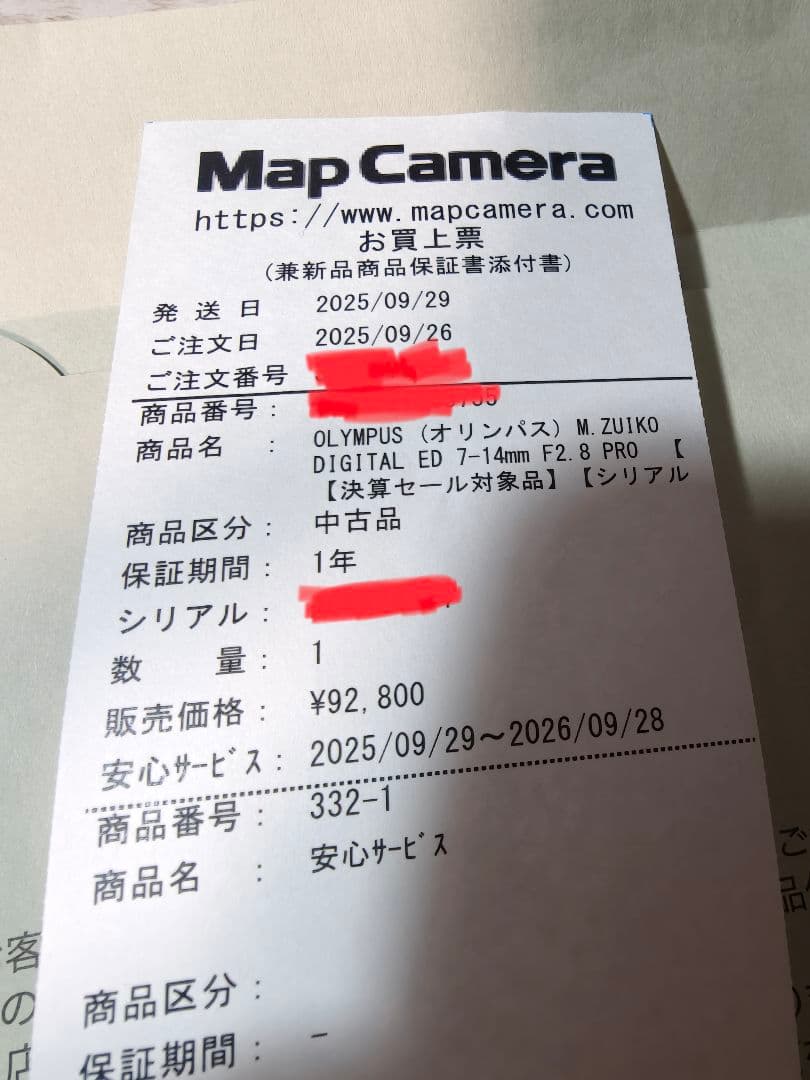 Map Camera
https://www.mapcamera.com
お買上票
(兼新品商品保証書添付書)
発送日 2025/09/29
ご注文日 2025/09/26
ご注文番号
商品番号:
商品名 : OLYMPUS (オリンパス) M.ZUIKO
DIGITAL ED 7-14mm F2.8 PRO 【
【決算セール対象品】【シリアル
商品区分: 中古品
保証期間: 1年
シリアル:
数 量: 1
販売価格: ¥92,800
安心サービス: 2025/09/29~2026/09/28
商品番号: 332-1
商品名 : 安心サービス
商品区分:
保証期間: -
客
の
店
ご
品